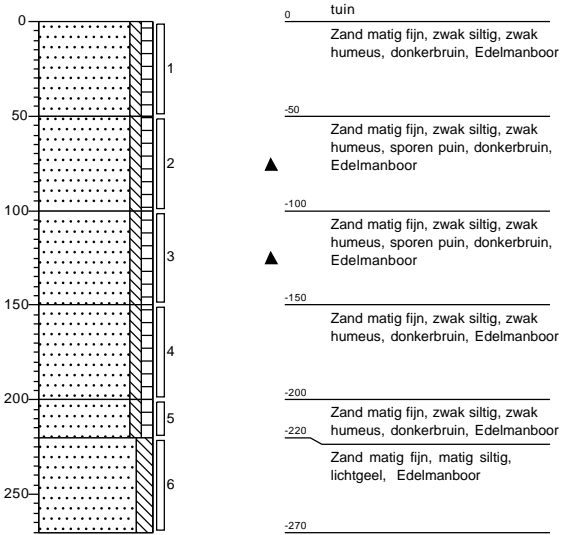 0
50
100
150
200
250
1
2
3
4
5
6
tuin
0
Zand matig fijn, zwak siltig, zwak
humeus, donkerbruin, Edelmanboor
-50
Zand matig fijn, zwak siltig, zwak
humeus, sporen puin, donkerbruin,
Edelmanboor
-100
Zand matig fijn, zwak siltig, zwak
humeus, sporen puin, donkerbruin,
Edelmanboor
-150
Zand matig fijn, zwak siltig, zwak
humeus, donkerbruin, Edelmanboor
-200
Zand matig fijn, zwak siltig, zwak
humeus, donkerbruin, Edelmanboor
-220
Zand matig fijn, matig siltig,
lichtgeel, Edelmanboor
-270